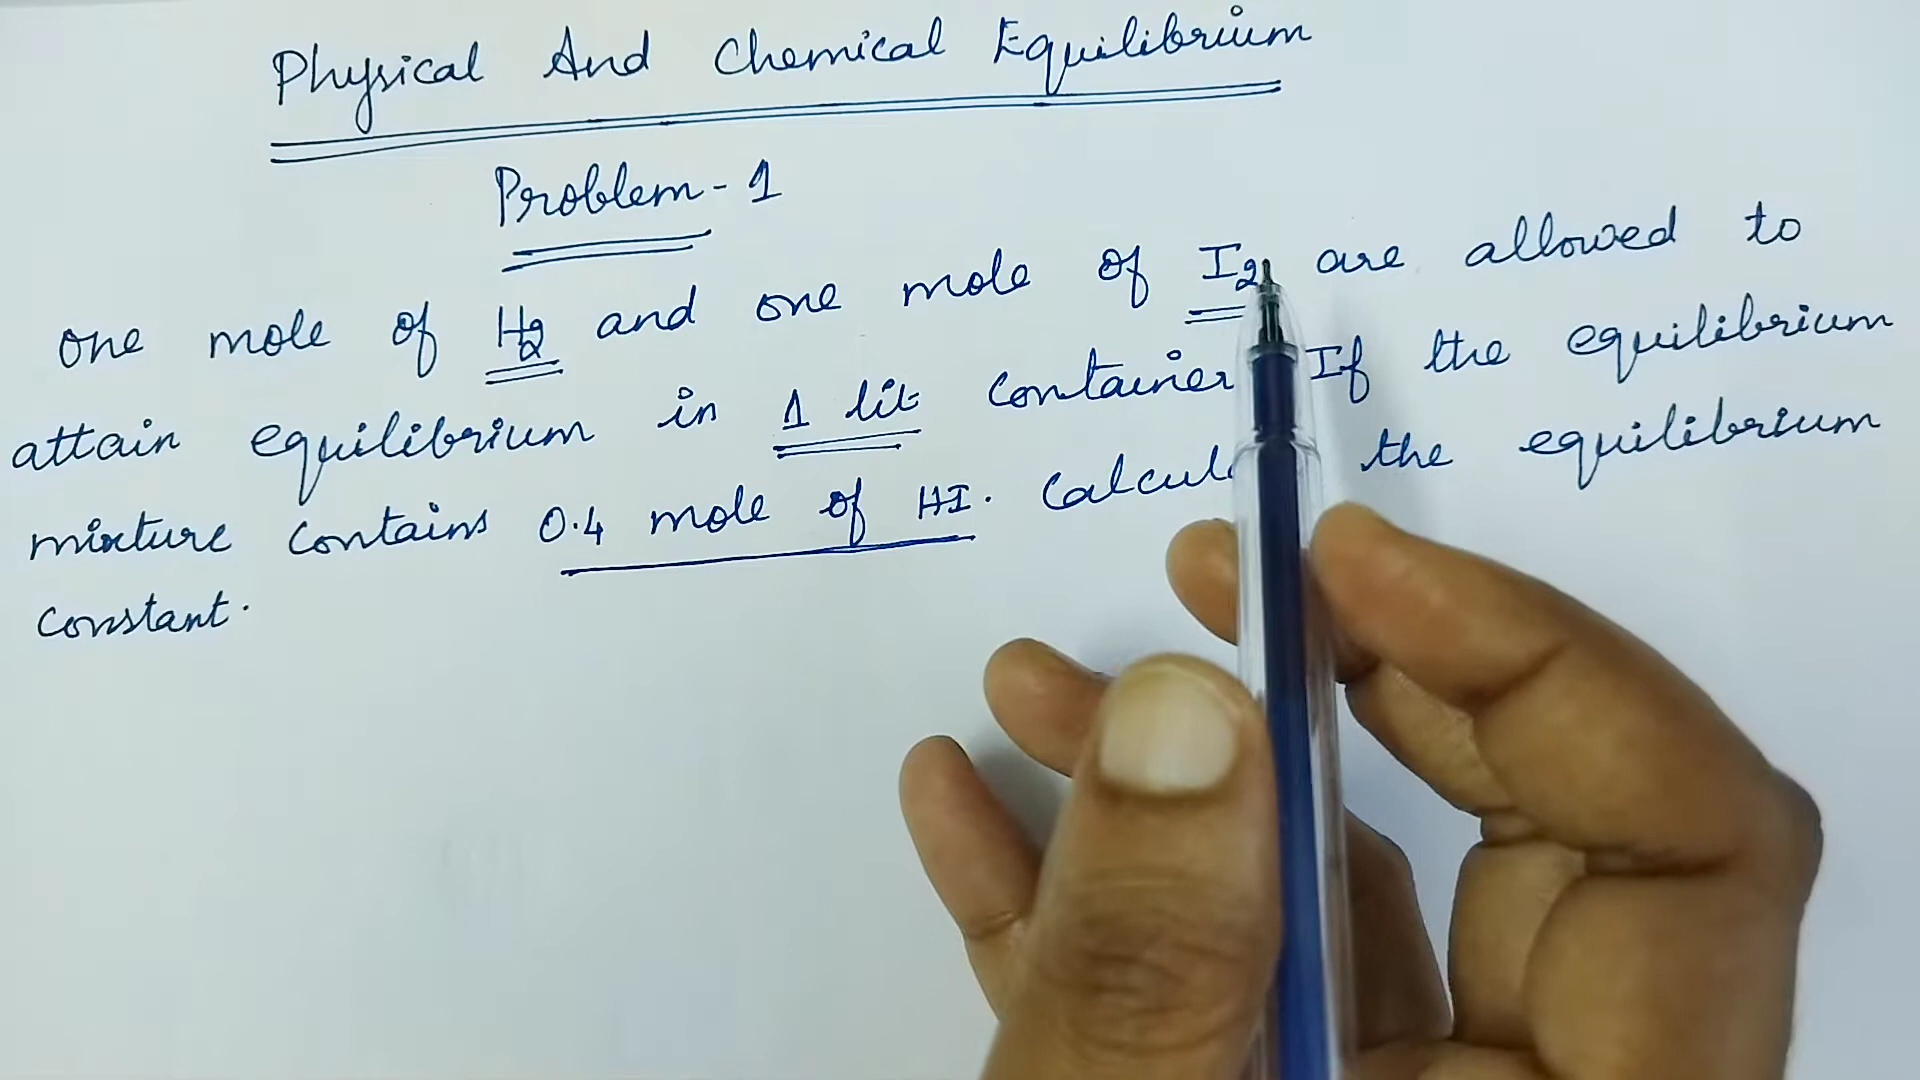 Physical And Chemical Equilibrium
Problem-1
One mole of H2 and one mole of I2 are allowed to
attain equilibrium in 1 lit container If the equilibrium
mixture contains 0.4 mole of HI. Calcul the equilibrium
constant.